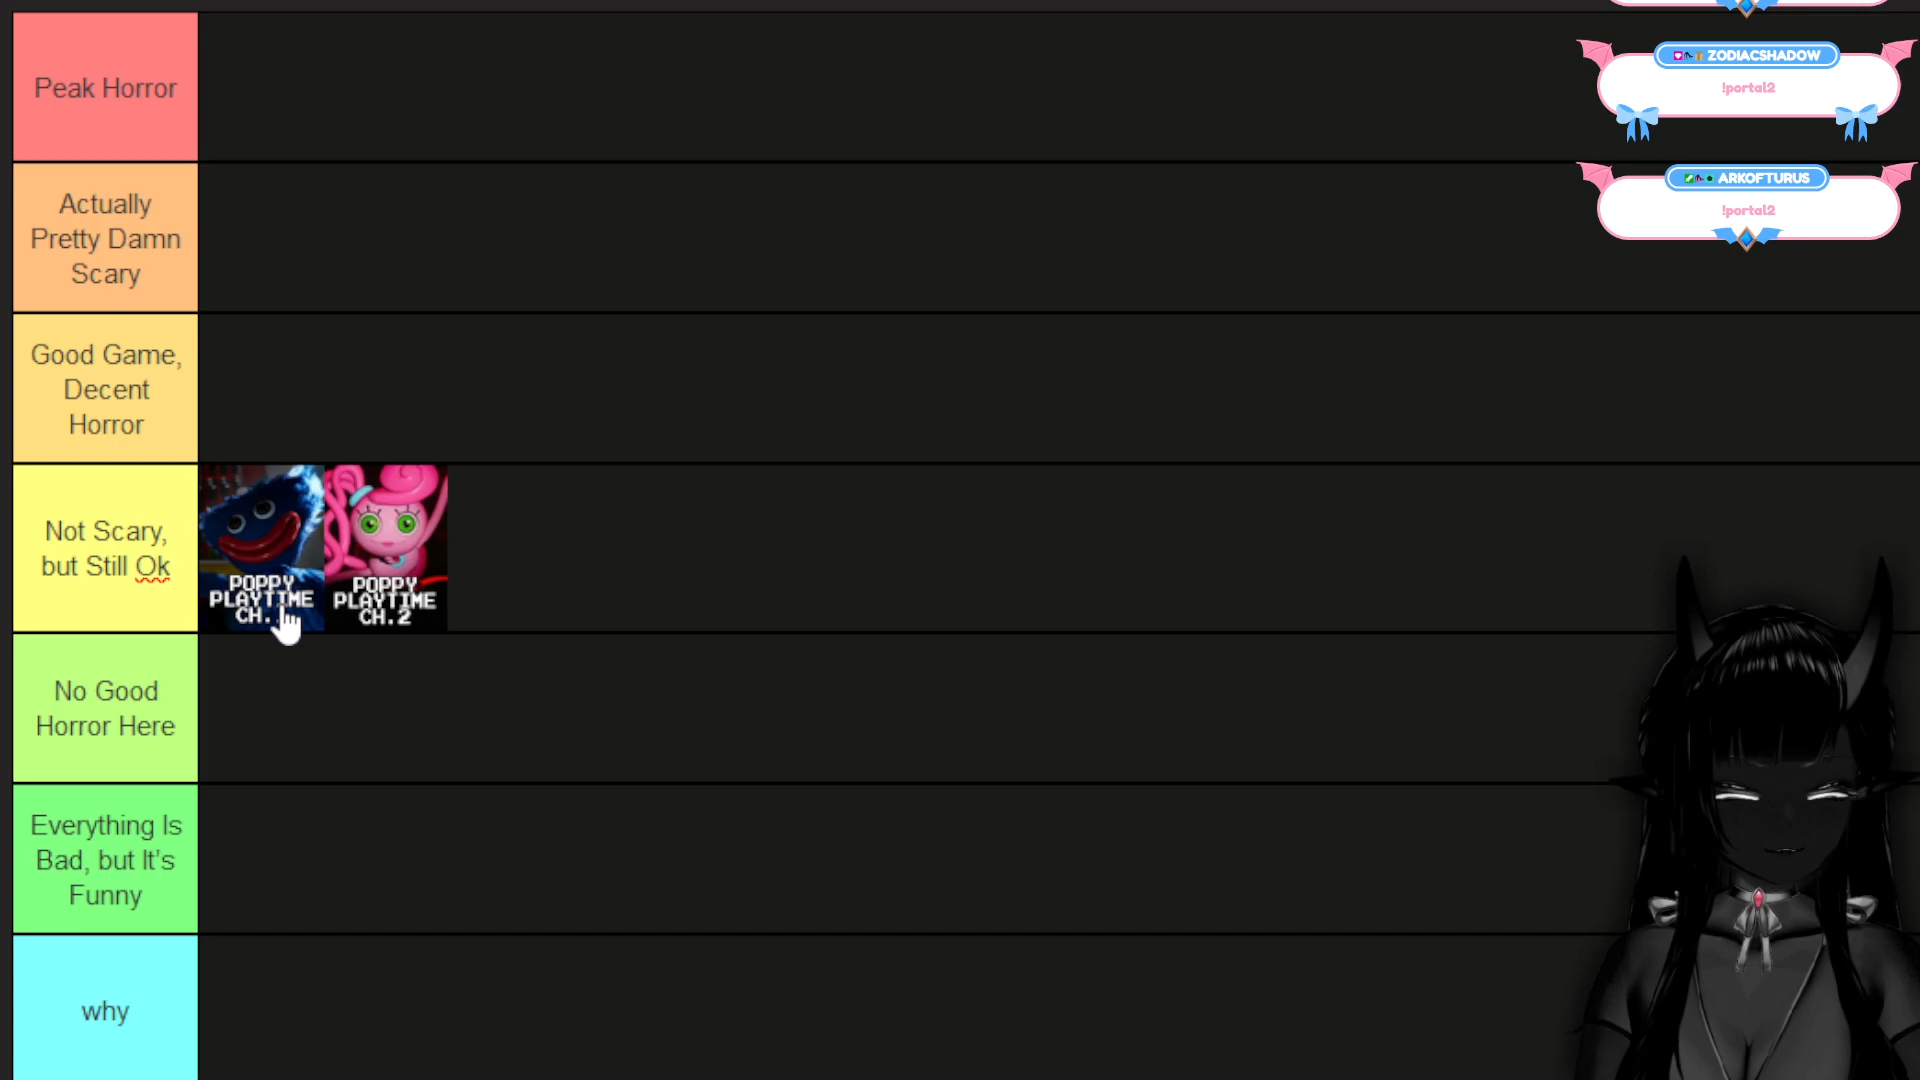 Peak Horror
Actually
Pretty Damn
Scary
Good Game,
Decent
Horror
Not Scary,
but Still Ok
POPPY
PLAYTIME
CH.
POPPY
PLAYTIME
CH.2
No Good
Horror Here
Everything Is
Bad, but It's
Funny
why
ZODIACSHADOW
!portal2
ARKOFTURUS
!portal2